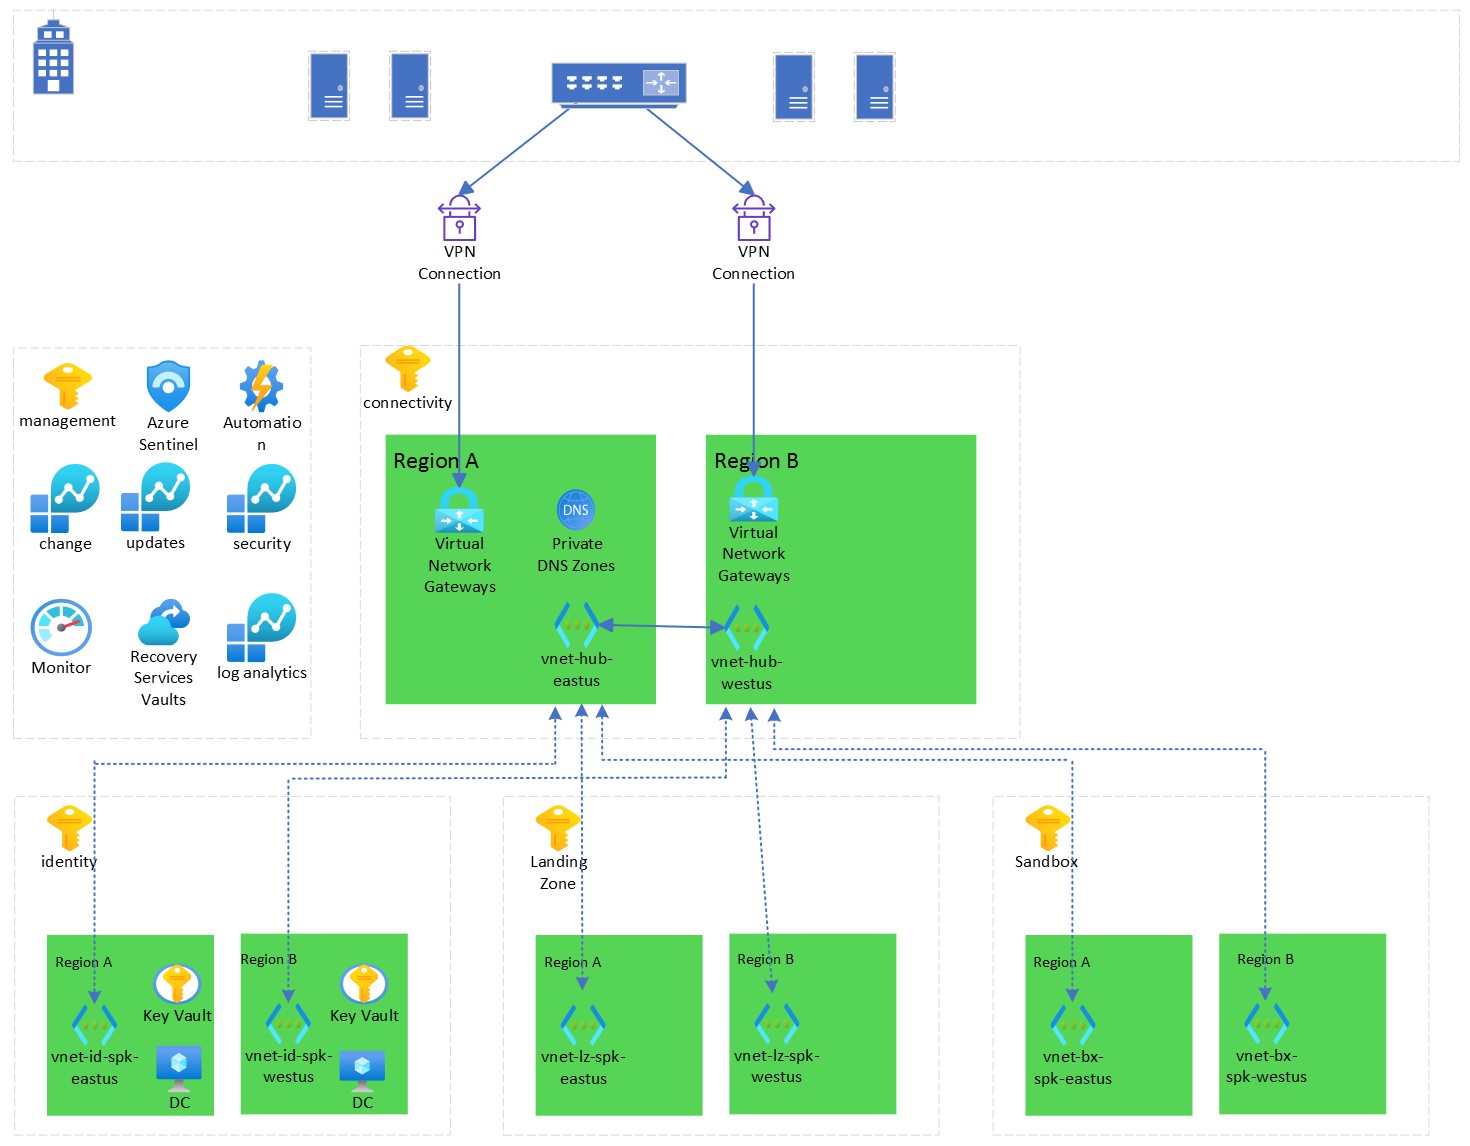 VPN
Connection
VPN
Connection
management
Azure
Sentinel
Automatio
n
change
updates
security
Monitor
Recovery
Services
Vaults
log analytics
connectivity
Region A
Virtual
Network
Gateways
DNS
Private
DNS Zones
vnet-hub-
eastus
Region B
Virtual
Network
Gateways
vnet-hub-
westus
identity
Region A
Key Vault
vnet-id-spk-
eastus
DC
Region B
Key Vault
vnet-id-spk-
westus
DC
Landing
Zone
Region A
vnet-lz-spk-
eastus
Region B
vnet-lz-spk-
westus
Sandbox
Region A
vnet-bx-
spk-eastus
Region B
vnet-bx-
spk-westus